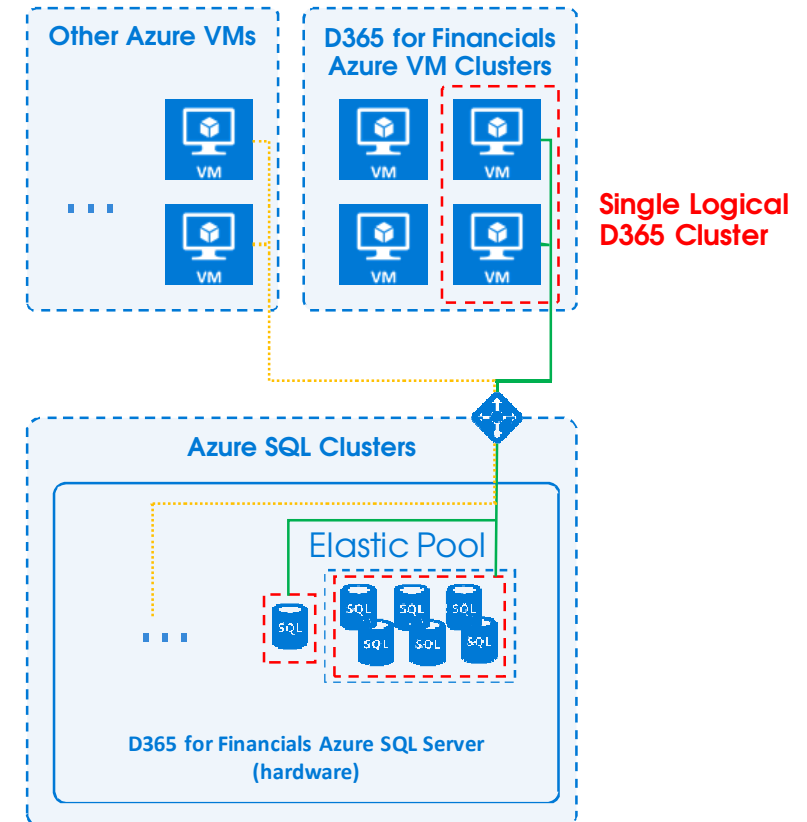 Other Azure VMs
D365 for Financials
Azure VM Clusters
VM
VM
VM
VM
VM
VM
Single Logical
D365 Cluster
Azure SQL Clusters
Elastic Pool
SQL
SQL
SQL
SQL
SQL
SQL
SQL
D365 for Financials Azure SQL Server
(hardware)